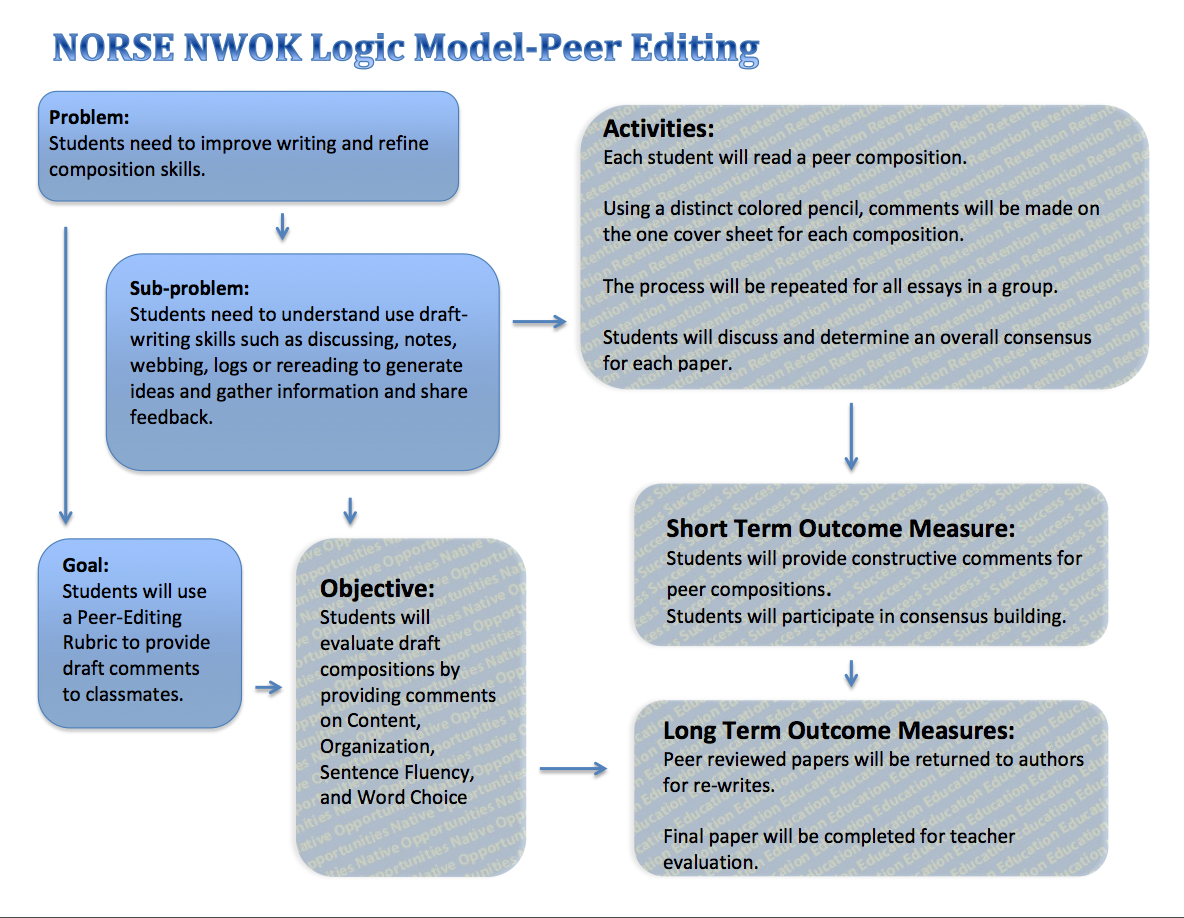 NORSE NWOK Logic Model-Peer Editing
Problem:
Students need to improve writing and refine
composition skills.
Sub-problem:
Students need to understand use draft-
writing skills such as discussing, notes,
webbing, logs or rereading to generate
ideas and gather information and share
feedback.
Activities:
Each student will read a peer composition.
Using a distinct colored pencil, comments will be made on
the one cover sheet for each composition.
The process will be repeated for all essays in a group.
Students will discuss and determine an overall consensus
for each paper.
Goal:
Students will use
a Peer-Editing
Rubric to provide
draft comments
to classmates.
Objective:
Students will
evaluate draft
compositions by
providing comments
on Content,
Organization,
Sentence Fluency,
and Word Choice
Short Term Outcome Measure:
Students will provide constructive comments for
peer compositions.
Students will participate in consensus building.
Long Term Outcome Measures:
Peer reviewed papers will be returned to authors
for re-writes.
Final paper will be completed for teacher
evaluation.